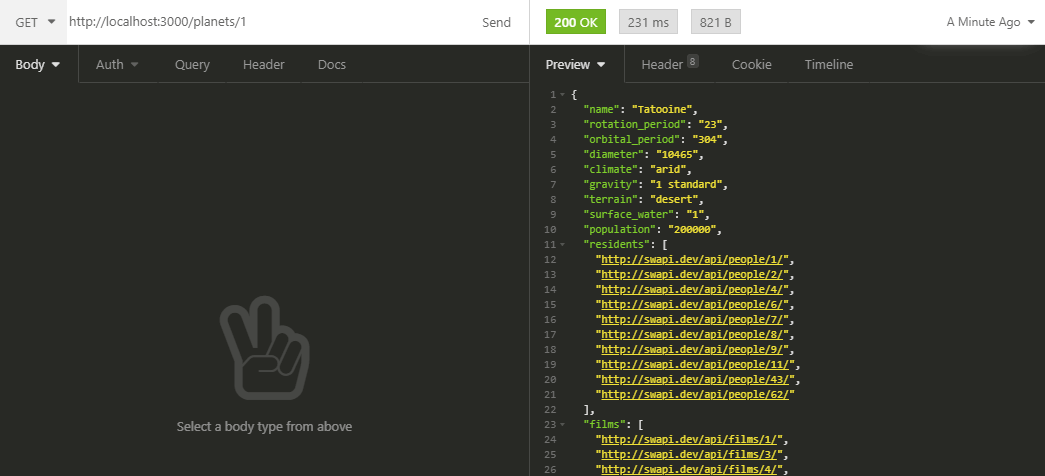 GET http://localhost:3000/planets/1 Send 200 OK 231 ms 821 B A Minute Ago
Body Auth Query Header Docs Preview Header 8 Cookie Timeline
1 {
2 "name": "Tatooine",
3 "rotation_period": "23",
4 "orbital_period": "304",
5 "diameter": "10465",
6 "climate": "arid",
7 "gravity": "1 standard",
8 "terrain": "desert",
9 "surface_water": "1",
10 "population": "200000",
11 "residents": [
12 "http://swapi.dev/api/people/1/",
13 "http://swapi.dev/api/people/2/",
14 "http://swapi.dev/api/people/4/",
15 "http://swapi.dev/api/people/6/",
16 "http://swapi.dev/api/people/7/",
17 "http://swapi.dev/api/people/8/",
18 "http://swapi.dev/api/people/9/",
19 "http://swapi.dev/api/people/11/",
20 "http://swapi.dev/api/people/43/",
21 "http://swapi.dev/api/people/62/"
22 ],
23 "films": [
24 "http://swapi.dev/api/films/1/",
25 "http://swapi.dev/api/films/3/",
26 "http://swapi.dev/api/films/4/",
Select a body type from above